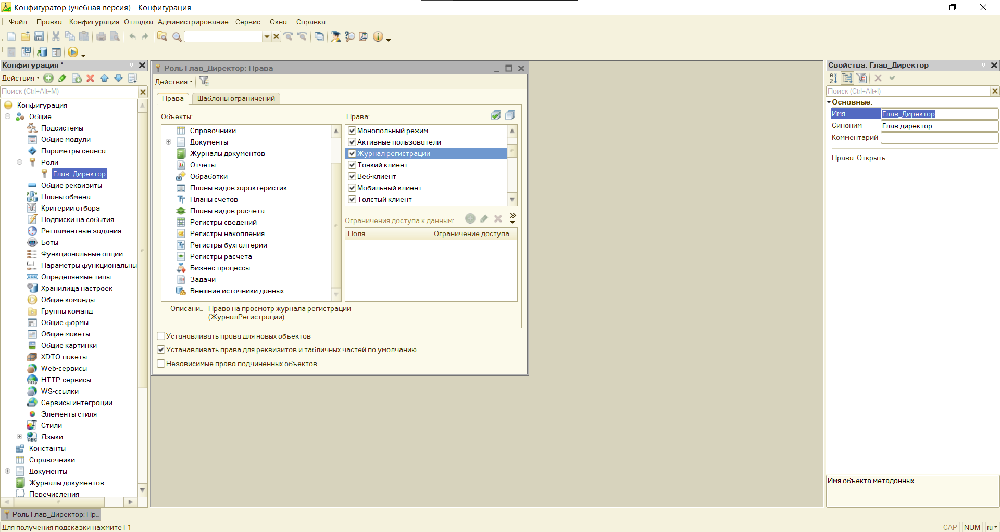 Конфигуратор (учебная версия) - Конфигурация
Файл Правка Конфигурация Отладка Администрирование Сервис Окна Справка
Конфигурация *
Действия
Поиск (Ctrl+Alt+M)
Конфигурация
Общие
Подсистемы
Общие модули
Параметры сеанса
Роли
Глав_Директор
Общие реквизиты
Планы обмена
Критерии отбора
Подписки на события
Регламентные задания
Боты
Функциональные опции
Параметры функциональны
Определяемые типы
Хранилища настроек
Общие команды
Группы команд
Общие формы
Общие макеты
Общие картинки
XDTO-пакеты
Web-сервисы
HTTP-сервисы
WS-ссылки
Сервисы интеграции
Элементы стиля
Стили
Языки
Константы
Справочники
Документы
Журналы документов
Перечисления
Роль Глав_Директор: Права
Действия
Права Шаблоны ограничений
Объекты:
Справочники
Документы
Журналы документов
Отчеты
Обработки
Планы видов характеристик
Планы счетов
Планы видов расчета
Регистры сведений
Регистры накопления
Регистры бухгалтерии
Регистры расчета
Бизнес-процессы
Задачи
Внешние источники данных
Права:
Монопольный режим
Активные пользователи
Журнал регистрации
Тонкий клиент
Веб-клиент
Мобильный клиент
Толстый клиент
Ограничения доступа к данным:
Поля Ограничение доступа
Описани... Право на просмотр журнала регистрации
(ЖурналРегистрации)
Устанавливать права для новых объектов
Устанавливать права для реквизитов и табличных частей по умолчанию
Независимые права подчиненных объектов
Свойства: Глав_Директор
Поиск (Ctrl+Alt+I)
Основные:
Имя Глав_Директор
Синоним Глав директор
Комментарий
Права Открыть
Имя объекта метаданных
Роль Глав_Директор: Пр...
Для получения подсказки нажмите F1
CAP NUM ru